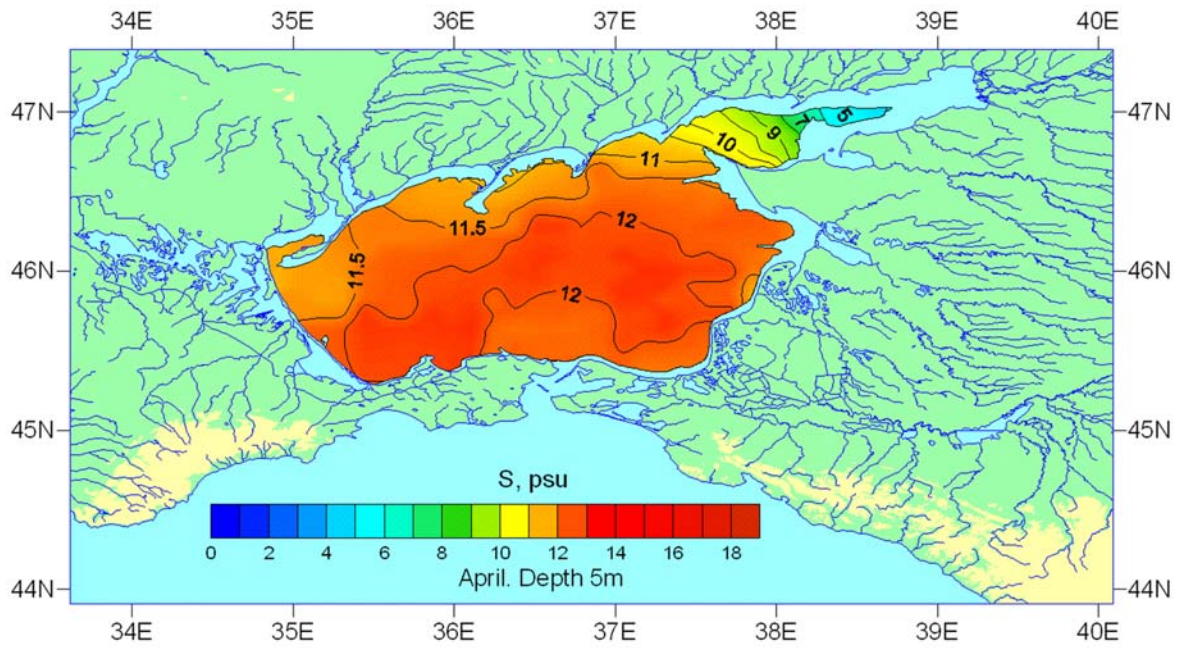 34E 35E 36E 37E 38E 39E 40E
47N 47N
5
7
9
10
11
12
11.5
46N 46N
11.5
12
45N 45N
S, psu
0 2 4 6 8 10 12 14 16 18
April. Depth 5m
44N 44N
34E 35E 36E 37E 38E 39E 40E